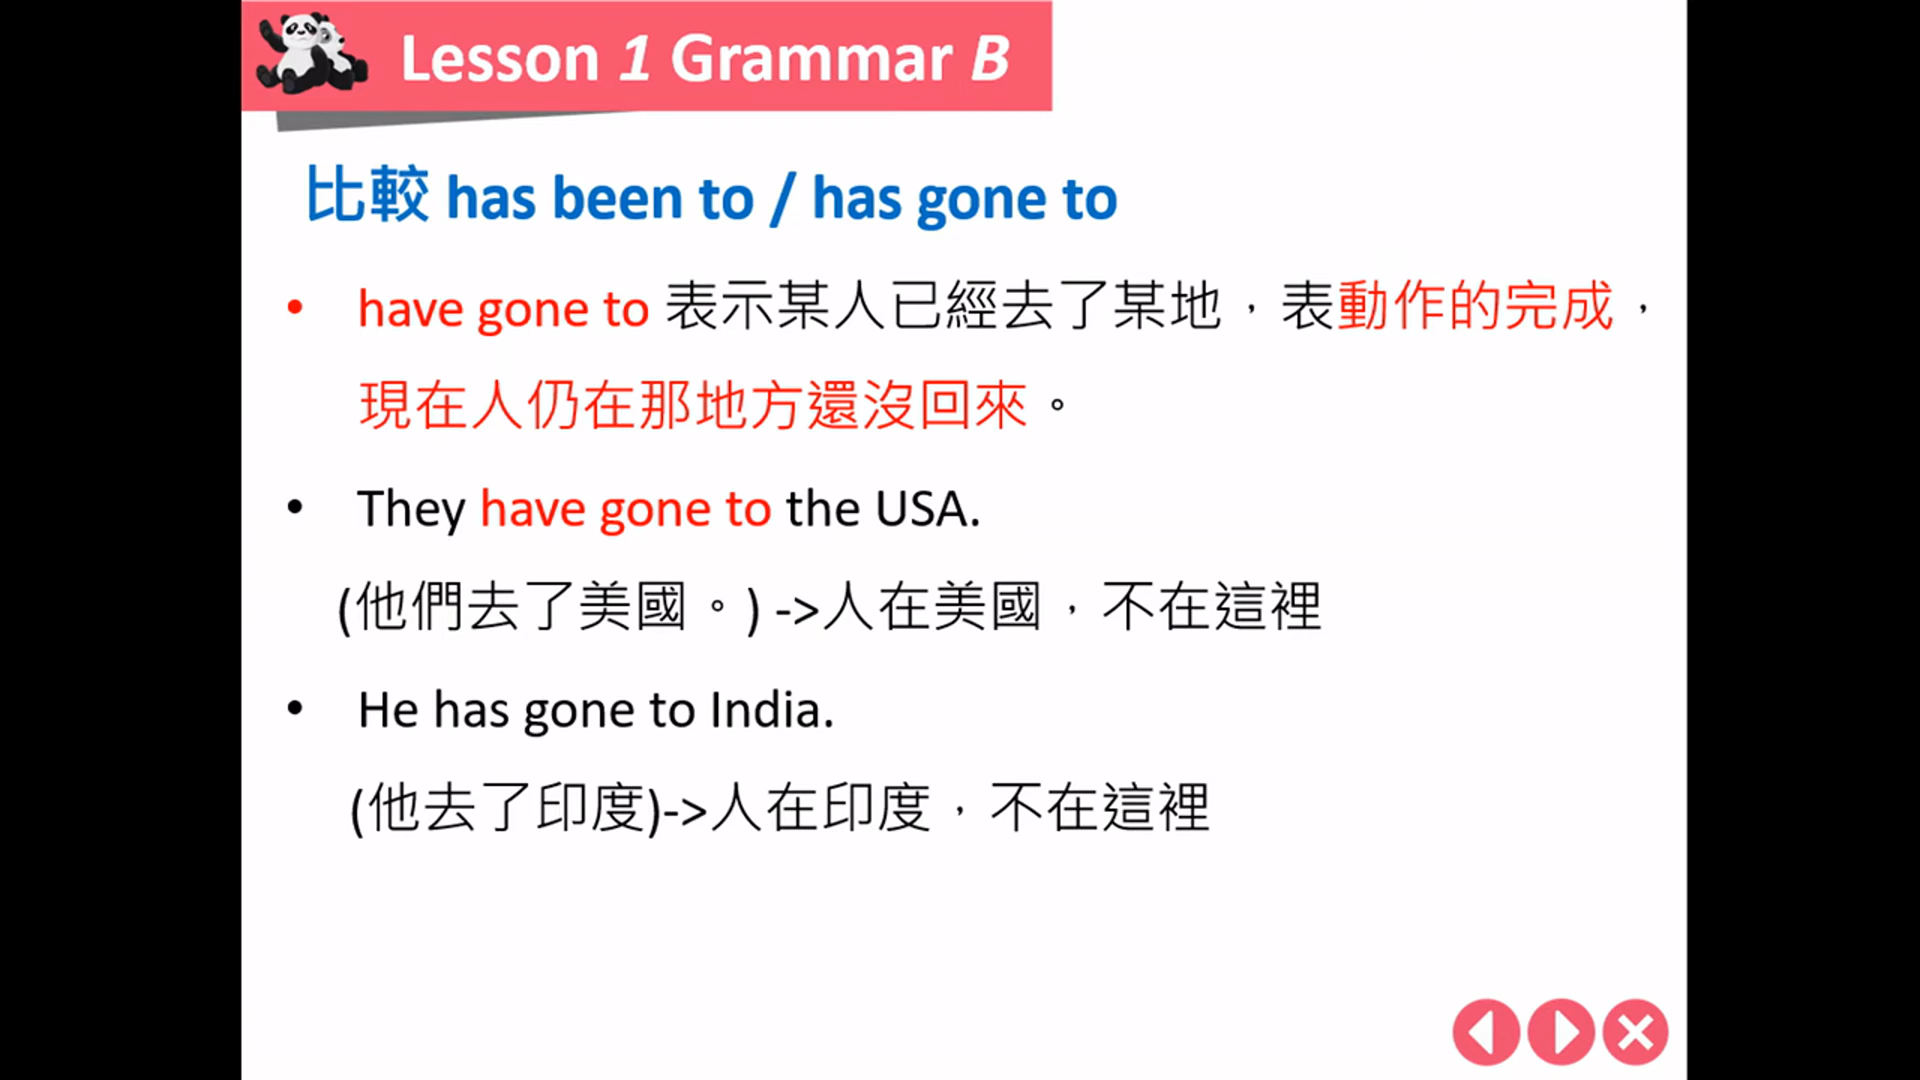 Lesson 1 Grammar B
比較 has been to / has gone to
• have gone to 表示某人已經去了某地，表動作的完成，
現在人仍在那地方還沒回來。
• They have gone to the USA.
(他們去了美國。) ->人在美國，不在這裡
• He has gone to India.
(他去了印度)->人在印度，不在這裡